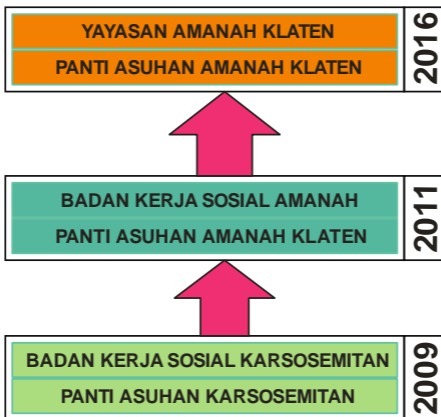 YAYASAN AMANAH KLATEN
PANTI ASUHAN AMANAH KLATEN
2016
BADAN KERJA SOSIAL AMANAH
PANTI ASUHAN AMANAH KLATEN
2011
BADAN KERJA SOSIAL KARSOSEMITAN
PANTI ASUHAN KARSOSEMITAN
2009